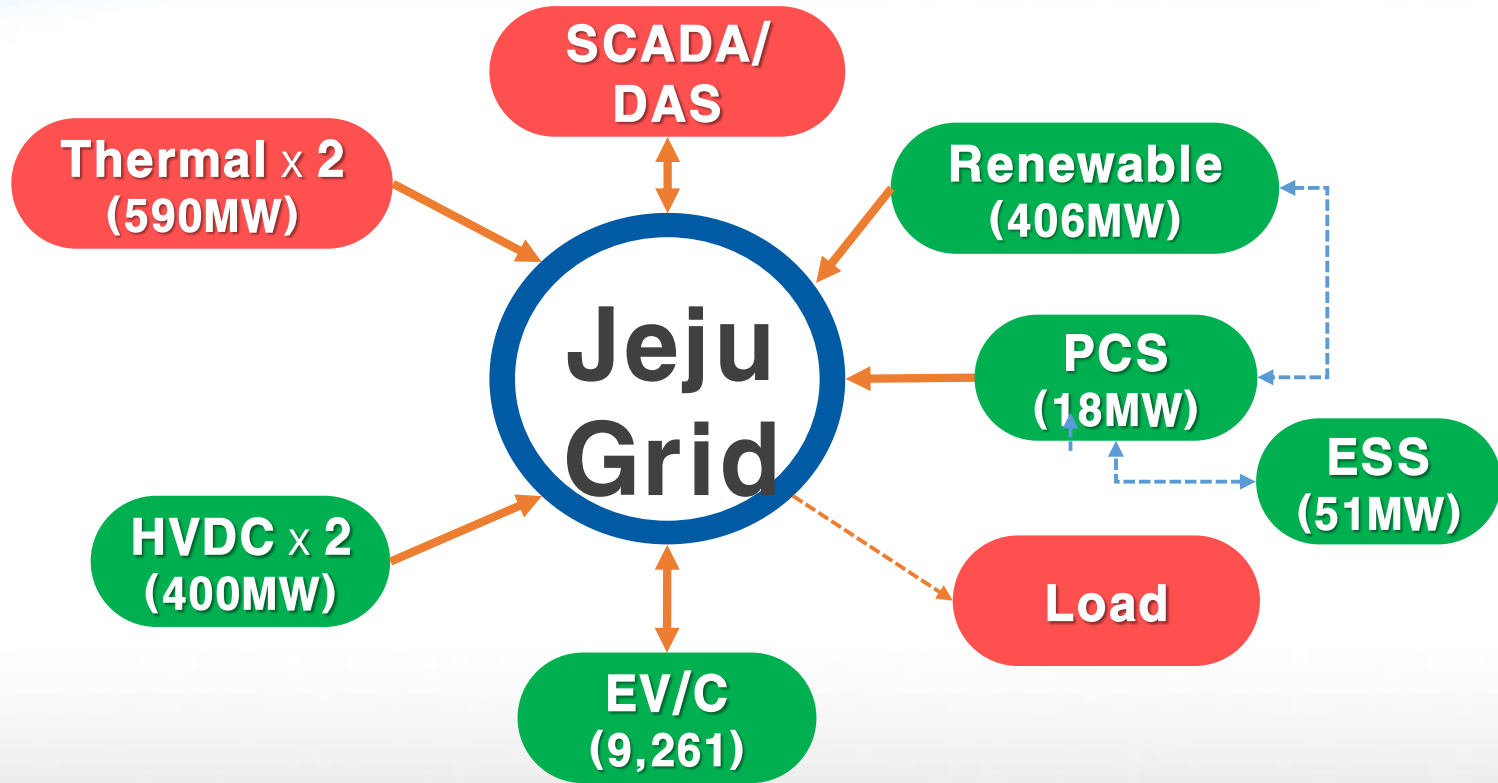 SCADA/
DAS
Thermal x 2
(590MW)
Renewable
(406MW)
Jeju
Grid
PCS
(18MW)
ESS
(51MW)
HVDC x 2
(400MW)
Load
EV/C
(9,261)